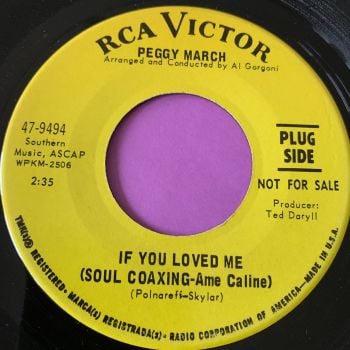 RCA VICTOR
PEGGY MARCH
Arranged and Conducted by Al Gorgoni
47-9494
Southern
Music, ASCAP
WPKM-2506
2:35
PLUG
SIDE
NOT FOR SALE
Producer:
Ted Daryll
IF YOU LOVED ME
(SOUL COAXING-Ame Caline)
(Polnareff-Skylar)
TMK(s) ® REGISTERED • MARCA(s) REGISTRADA(s) • RADIO CORPORATION OF AMERICA—MADE IN U.S.A.